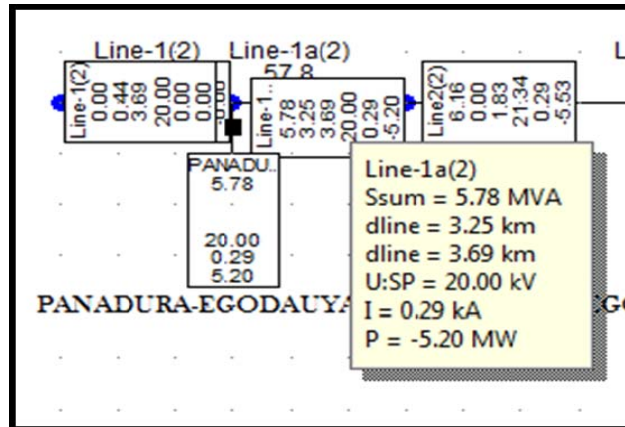 Line-1(2) Line-1a(2)
57.8
Line-1(2)
0.00
0.44
3.69
20.00
0.00
0.00
-0.00
Line-1..
5.78
3.25
3.69
20.00
0.29
-5.20
Line2(2)
6.16
0.00
1.83
21.34
0.29
-5.53
PANADU..
5.78
20.00
0.29
5.20
Line-1a(2)
Ssum = 5.78 MVA
dline = 3.25 km
dline = 3.69 km
U:SP = 20.00 kV
I = 0.29 kA
P = -5.20 MW
PANADURA-EGODAUYA